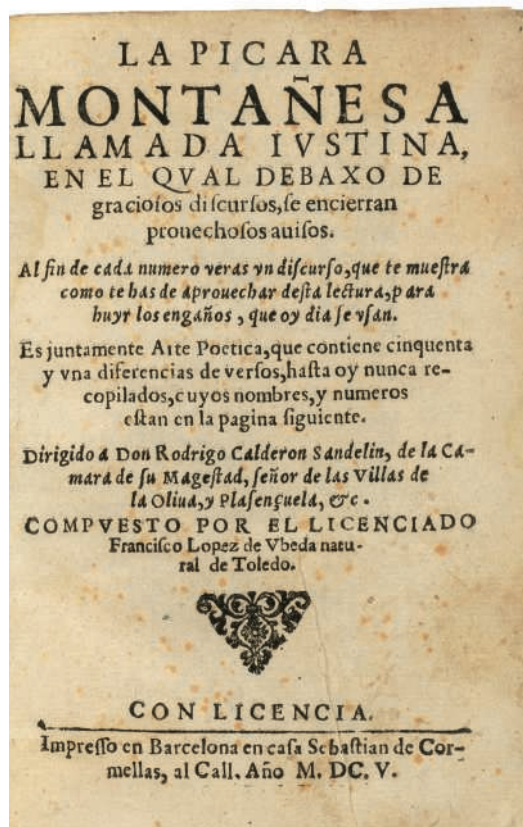 LA PICARA
MONTAÑESA
LLAMADA IVSTINA,
EN EL QVAL DEBAXO DE
graciosos discursos, se encierran
prouechosos auisos.
Al fin de cada numero veras vn discurso, que te muestra
como te has de aprouechar desta lectura, para
huyr los engaños, que oy dia se vsan.
Es juntamente Arte Poetica, que contiene cinquenta
y vna diferencias de versos, hasta oy nunca re-
copilados, cuyos nombres, y numeros
estan en la pagina siguiente.
Dirigido a Don Rodrigo Calderon Sandelin, de la Ca-
mara de su Magestad, señor de las Villas de
la Oliua, y Plasençuela, &c.
COMPVESTO POR EL LICENCIADO
Francisco Lopez de Vbeda natu-
ral de Toledo.
CON LICENCIA.
Impresso en Barcelona en casa Sebastian de Cor-
mellas, al Call. Año M. DC. V.